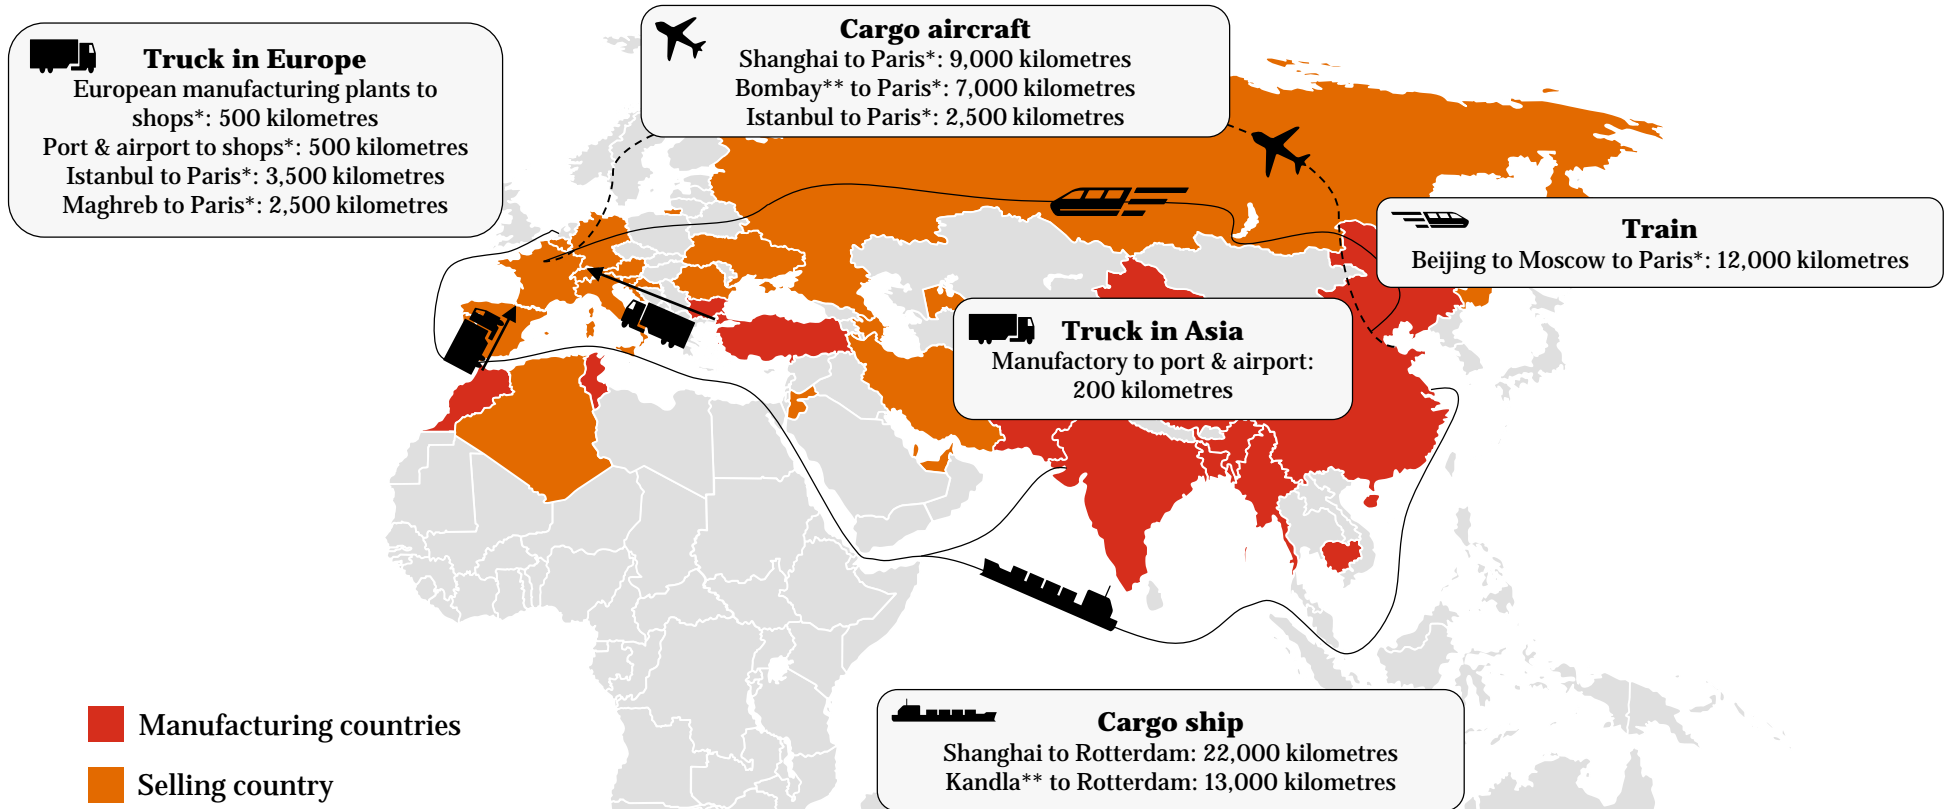 Truck in Europe
European manufacturing plants to
shops*: 500 kilometres
Port & airport to shops*: 500 kilometres
Istanbul to Paris*: 3,500 kilometres
Maghreb to Paris*: 2,500 kilometres
Cargo aircraft
Shanghai to Paris*: 9,000 kilometres
Bombay** to Paris*: 7,000 kilometres
Istanbul to Paris*: 2,500 kilometres
Train
Beijing to Moscow to Paris*: 12,000 kilometres
Truck in Asia
Manufactory to port & airport:
200 kilometres
Cargo ship
Shanghai to Rotterdam: 22,000 kilometres
Kandla** to Rotterdam: 13,000 kilometres
Manufacturing countries
Selling country